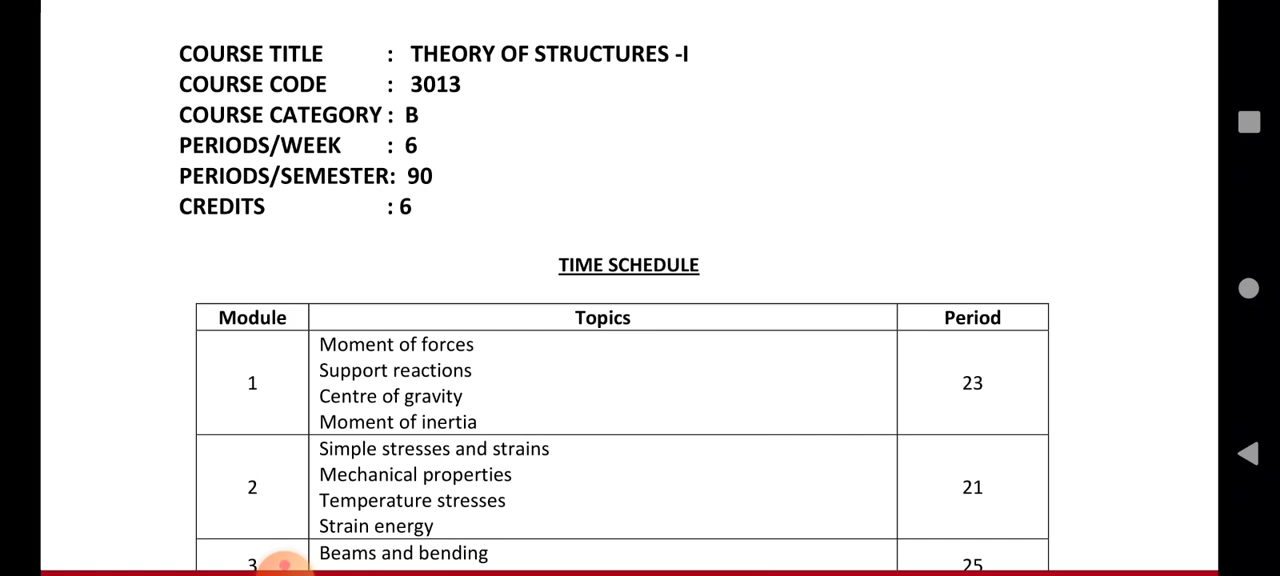 COURSE TITLE : THEORY OF STRUCTURES -I
COURSE CODE : 3013
COURSE CATEGORY : B
PERIODS/WEEK : 6
PERIODS/SEMESTER: 90
CREDITS : 6
TIME SCHEDULE
Module Topics Period
1 Moment of forces
Support reactions
Centre of gravity
Moment of inertia 23
2 Simple stresses and strains
Mechanical properties
Temperature stresses
Strain energy 21
3 Beams and bending 25